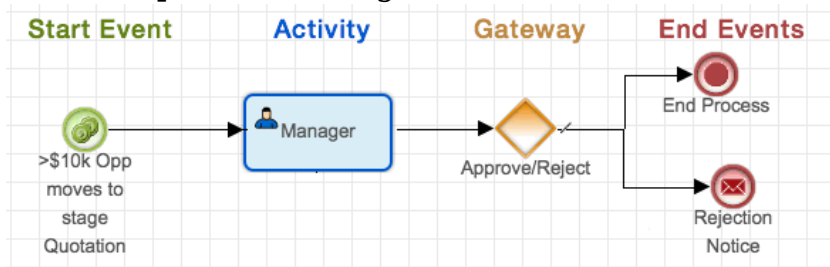 Start Event
Activity
Gateway
End Events
End Process
Manager
>$10k Opp
moves to
stage
Quotation
Approve/Reject
Rejection
Notice